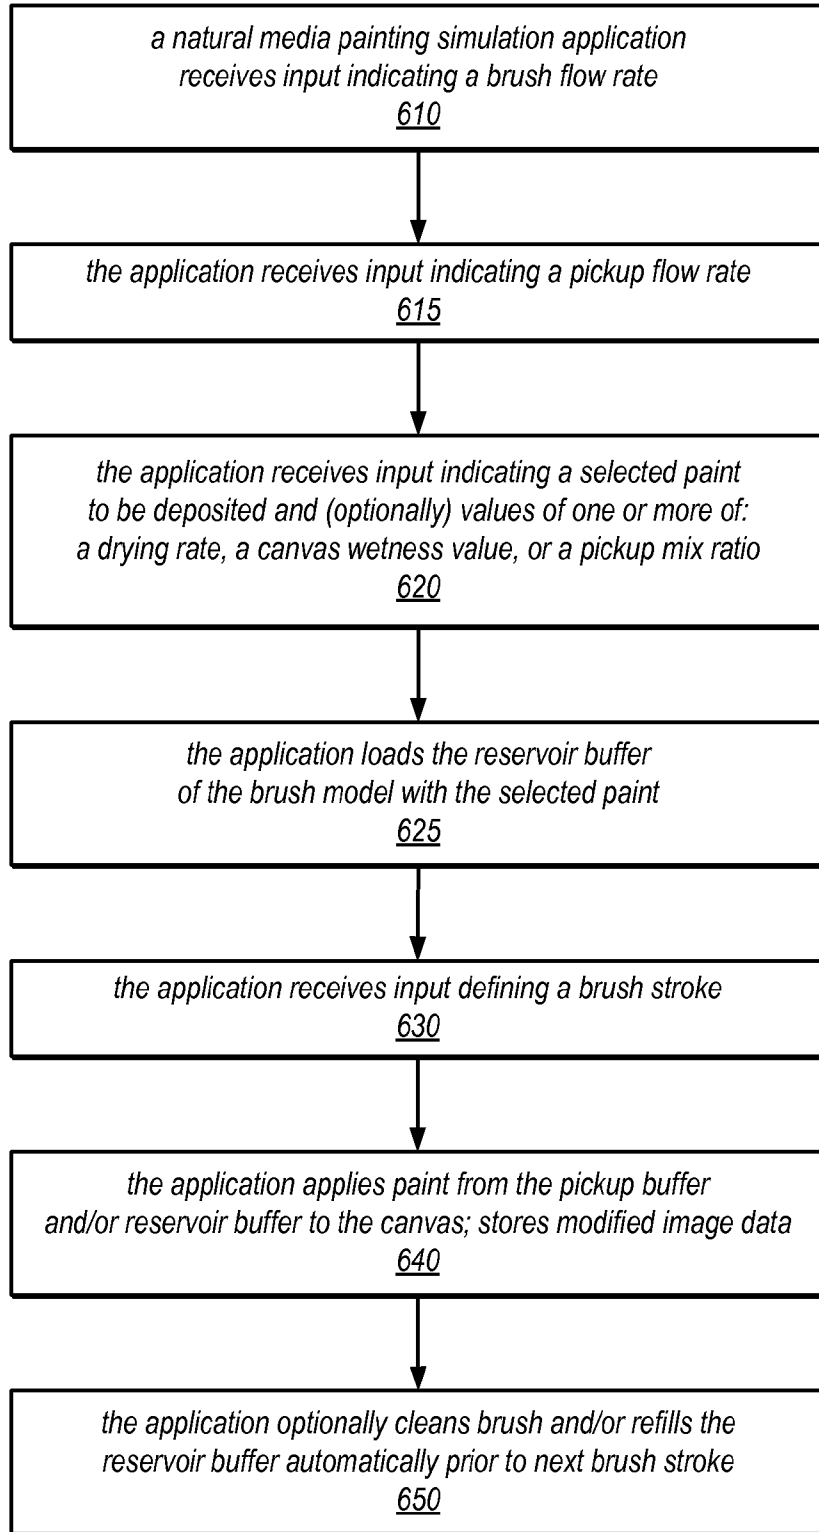 a natural media painting simulation application
receives input indicating a brush flow rate
610
the application receives input indicating a pickup flow rate
615
the application receives input indicating a selected paint
to be deposited and (optionally) values of one or more of:
a drying rate, a canvas wetness value, or a pickup mix ratio
620
the application loads the reservoir buffer
of the brush model with the selected paint
625
the application receives input defining a brush stroke
630
the application applies paint from the pickup buffer
and/or reservoir buffer to the canvas; stores modified image data
640
the application optionally cleans brush and/or refills the
reservoir buffer automatically prior to next brush stroke
650